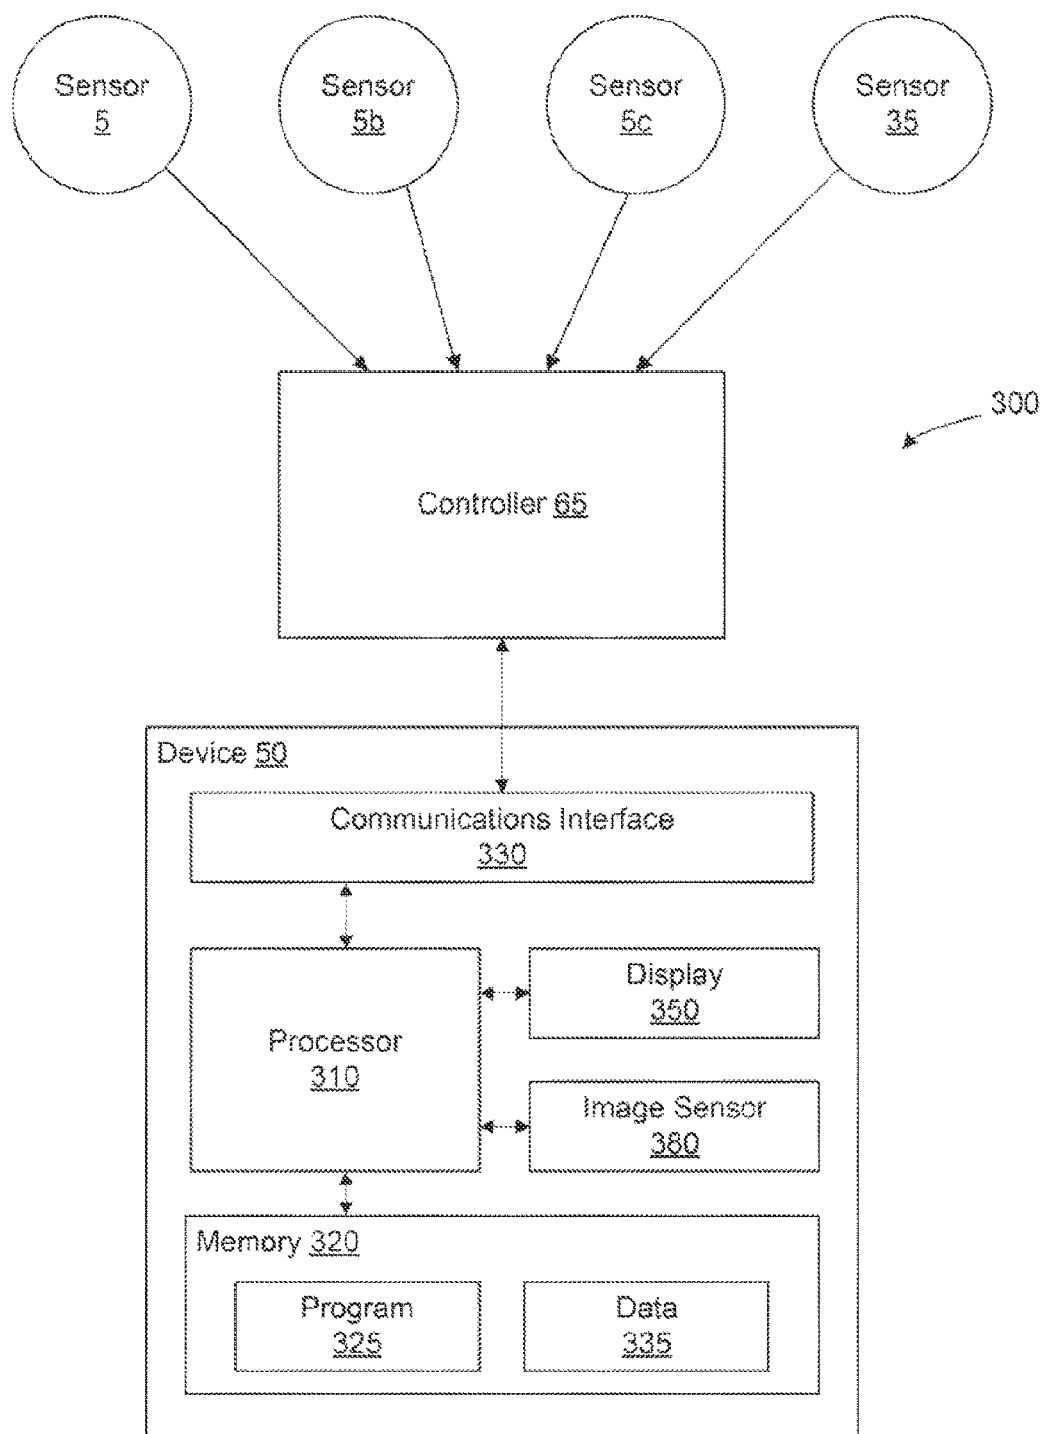 Sensor
5
Sensor
5b
Sensor
5c
Sensor
35
300
Controller 65
Device 50
Communications Interface
330
Processor
310
Display
350
Image Sensor
380
Memory 320
Program
325
Data
335